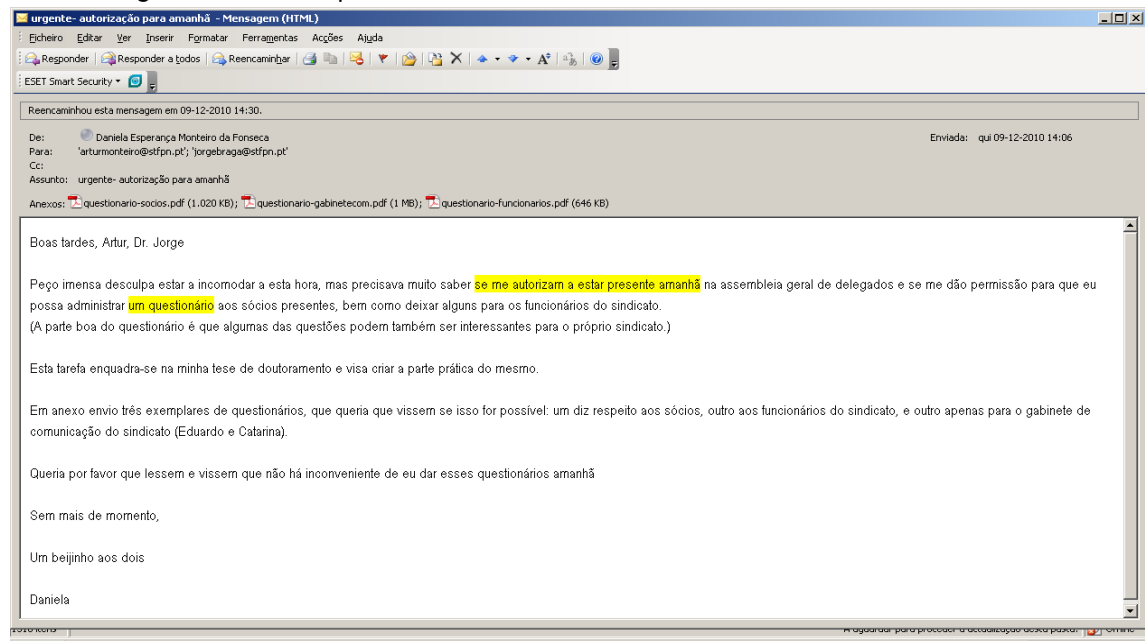 urgente- autorização para amanhã - Mensagem (HTML)
Ficheiro Editar Ver Inserir Formatar Ferramentas Acções Ajuda
Responder Responder a todos Reencaminhar
ESET Smart Security
Reencaminhou esta mensagem em 09-12-2010 14:30.
De: Daniela Esperança Monteiro da Fonseca Enviada: qui 09-12-2010 14:06
Para: 'arturmonteiro@stfpn.pt'; 'jorgebraga@stfpn.pt'
Cc:
Assunto: urgente- autorização para amanhã
Anexos: questionario-socios.pdf (1.020 KB); questionario-gabinetecom.pdf (1 MB); questionario-funcionarios.pdf (646 KB)
Boas tardes, Artur, Dr. Jorge
Peço imensa desculpa estar a incomodar a esta hora, mas precisava muito saber se me autorizam a estar presente amanhã na assembleia geral de delegados e se me dão permissão para que eu
possa administrar um questionário aos sócios presentes, bem como deixar alguns para os funcionários do sindicato.
(A parte boa do questionário é que algumas das questões podem também ser interessantes para o próprio sindicato.)
Esta tarefa enquadra-se na minha tese de doutoramento e visa criar a parte prática do mesmo.
Em anexo envio três exemplares de questionários, que queria que vissem se isso for possível: um diz respeito aos sócios, outro aos funcionários do sindicato, e outro apenas para o gabinete de
comunicação do sindicato (Eduardo e Catarina).
Queria por favor que lessem e vissem que não há inconveniente de eu dar esses questionários amanhã
Sem mais de momento,
Um beijinho aos dois
Daniela